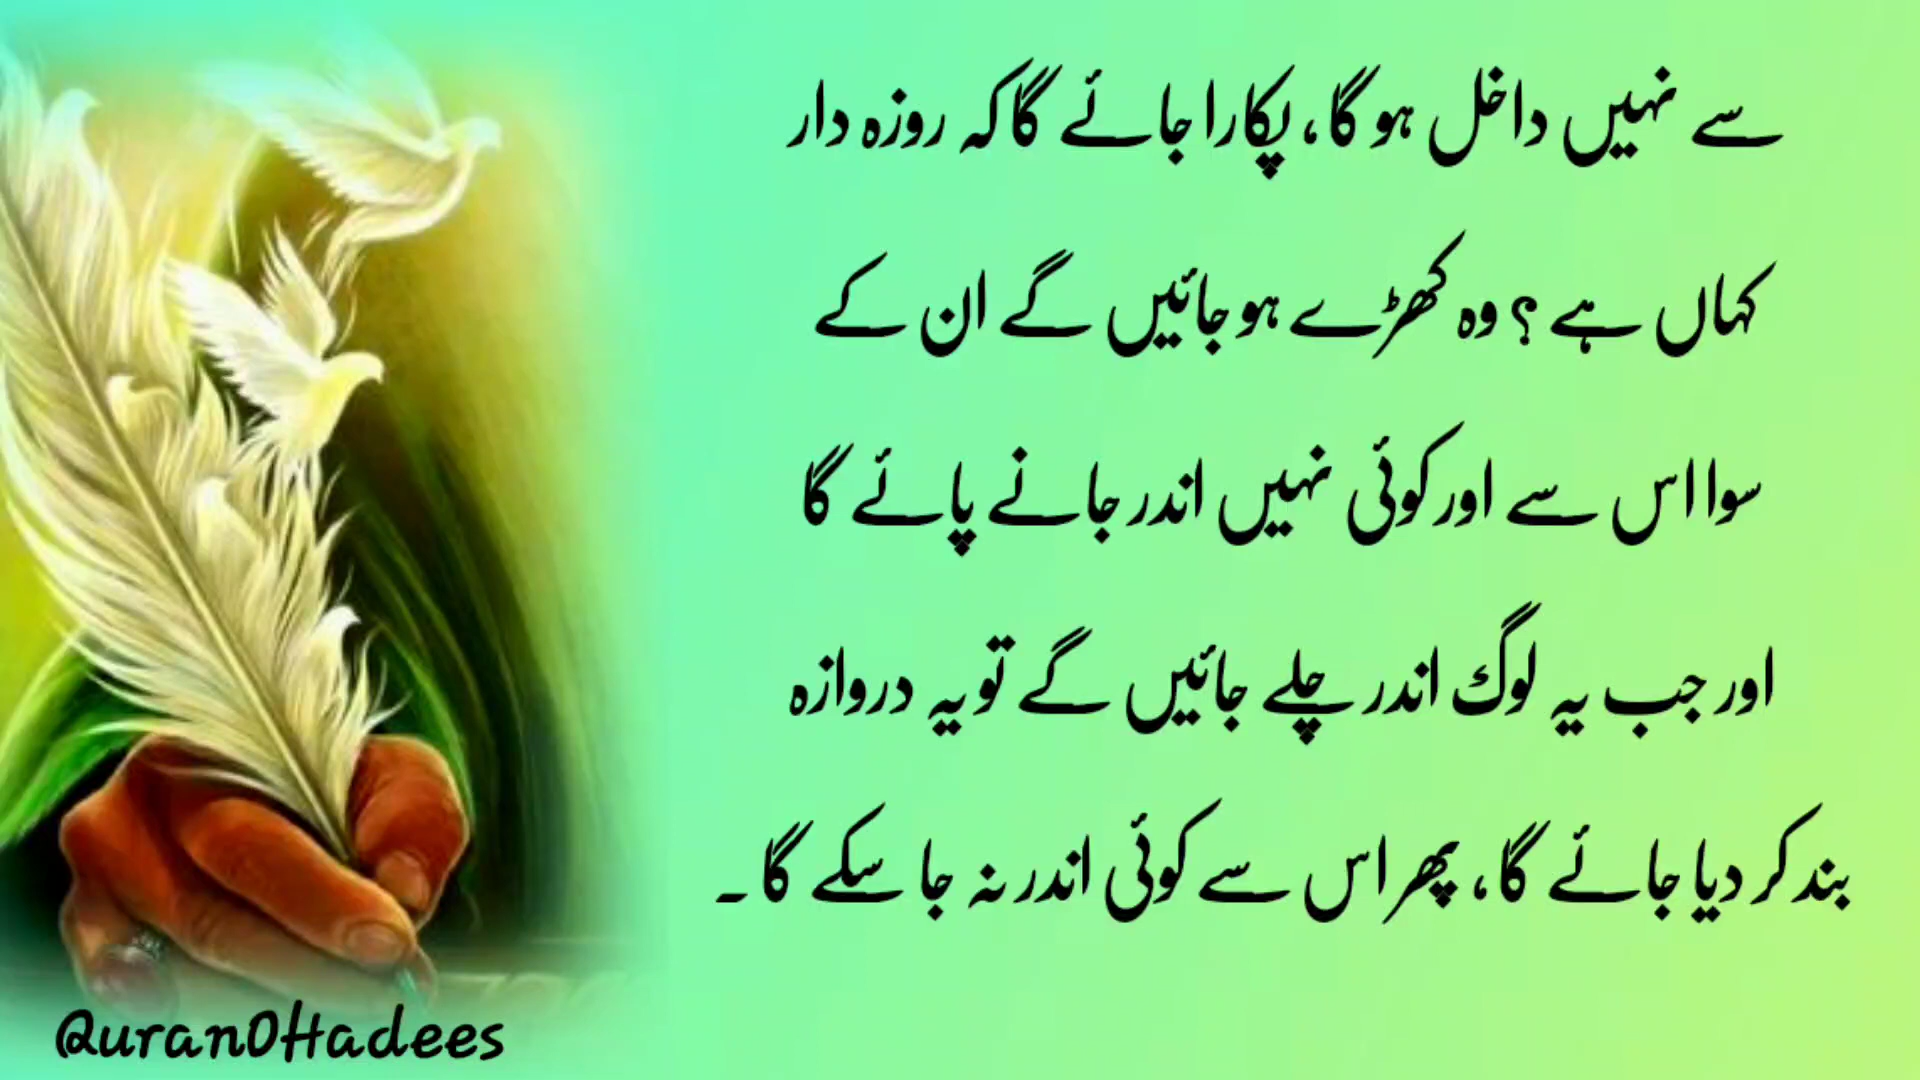 سے نہیں داخل ہو گا، پکارا جائے گا کہ روزہ دار
کہاں ہے ؟ وہ کھڑے ہو جائیں گے ان کے
سوا اس سے اور کوئی نہیں اندر جانے پائے گا
اور جب یہ لوگ اندر چلے جائیں گے تو یہ دروازہ
بند کر دیا جائے گا، پھر اس سے کوئی اندر نہ جا سکے گا ۔
QuranOHadees